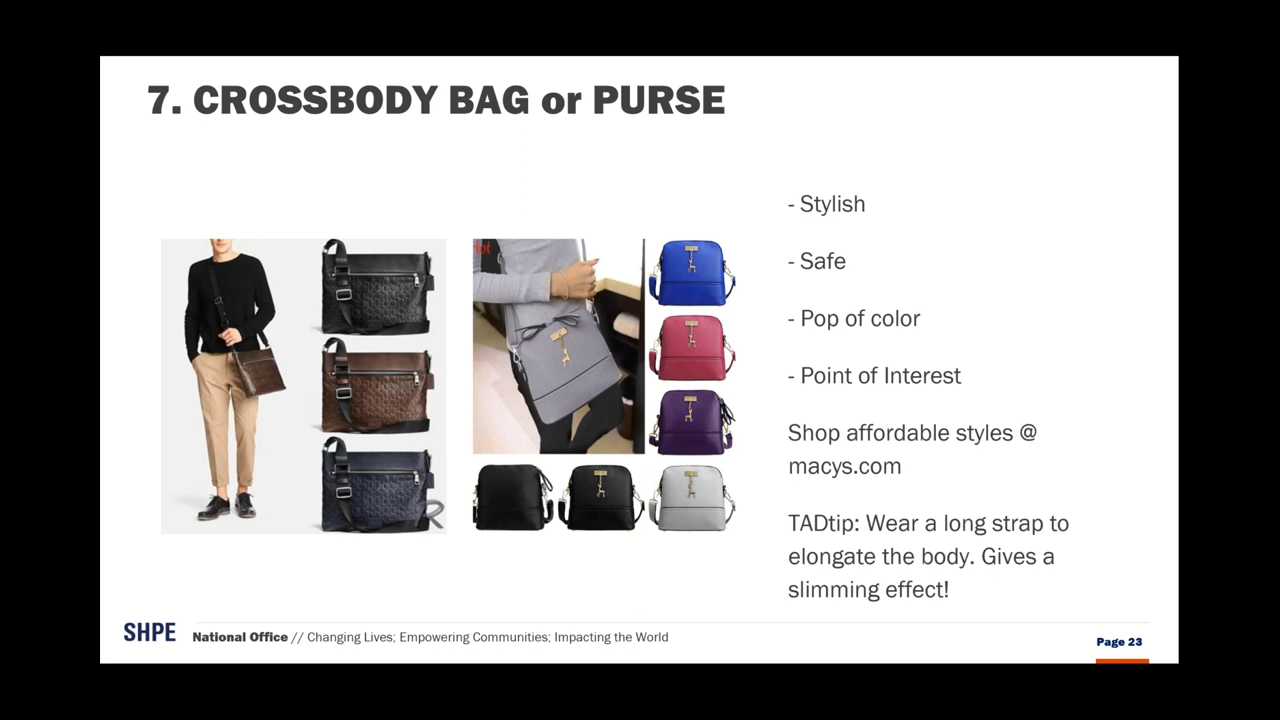 7. CROSSBODY BAG or PURSE
- Stylish
- Safe
- Pop of color
- Point of Interest
Shop affordable styles @
macys.com
TADtip: Wear a long strap to
elongate the body. Gives a
slimming effect!
SHPE
National Office // Changing Lives; Empowering Communities; Impacting the World
Page 23